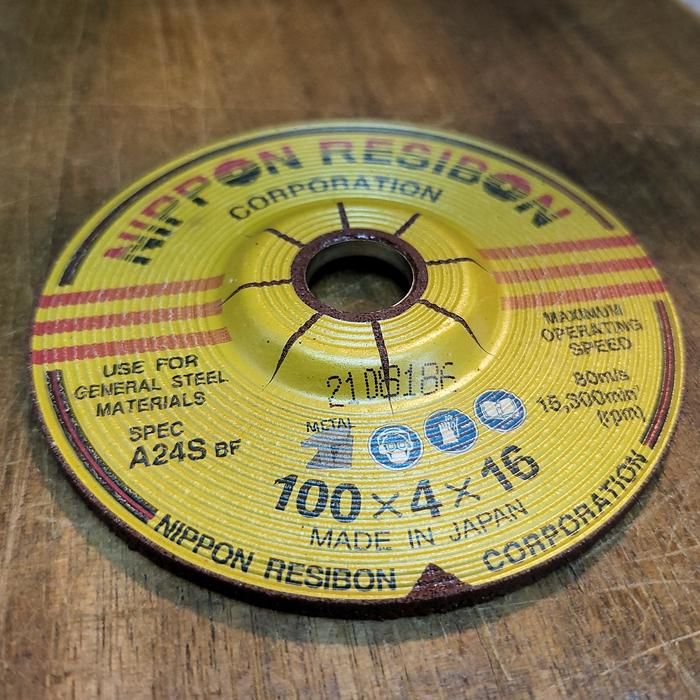 NIPPON RESIBON
CORPORATION
MAXIMUM
OPERATING
SPEED
80m/s
15,300min⁻¹
(rpm)
USE FOR
GENERAL STEEL
MATERIALS
SPEC
A24S BF
METAL
100×4×16
MADE IN JAPAN
NIPPON RESIBON CORPORATION